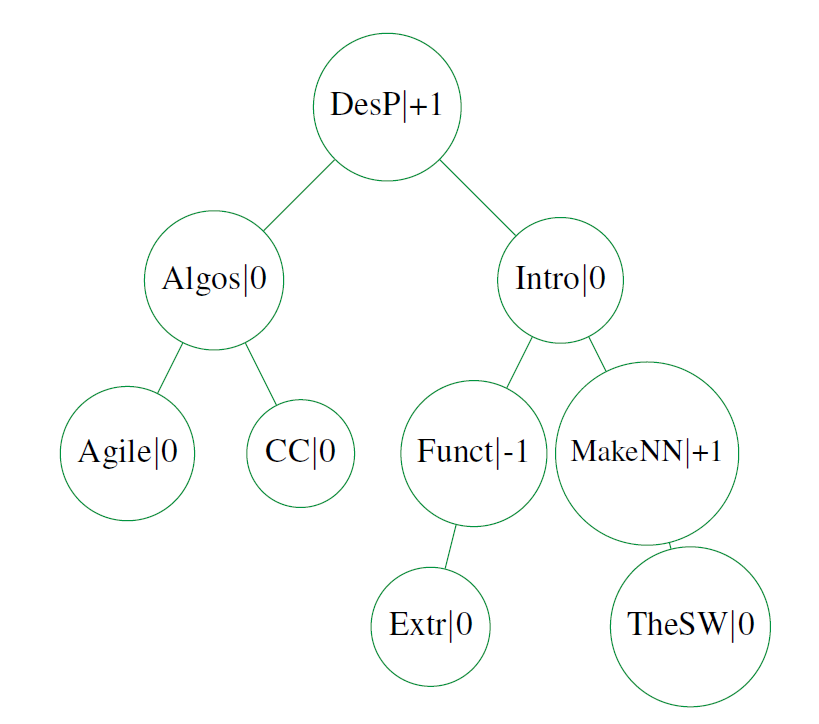 DesP|+1
Algos|0
Intro|0
Agile|0
CC|0
Funct|-1
MakeNN|+1
Extr|0
TheSW|0